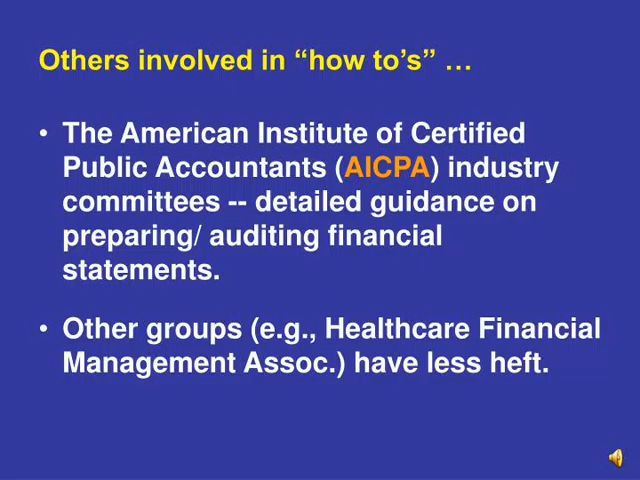 Others involved in “how to’s” …
• The American Institute of Certified
Public Accountants (AICPA) industry
committees -- detailed guidance on
preparing/ auditing financial
statements.
• Other groups (e.g., Healthcare Financial
Management Assoc.) have less heft.